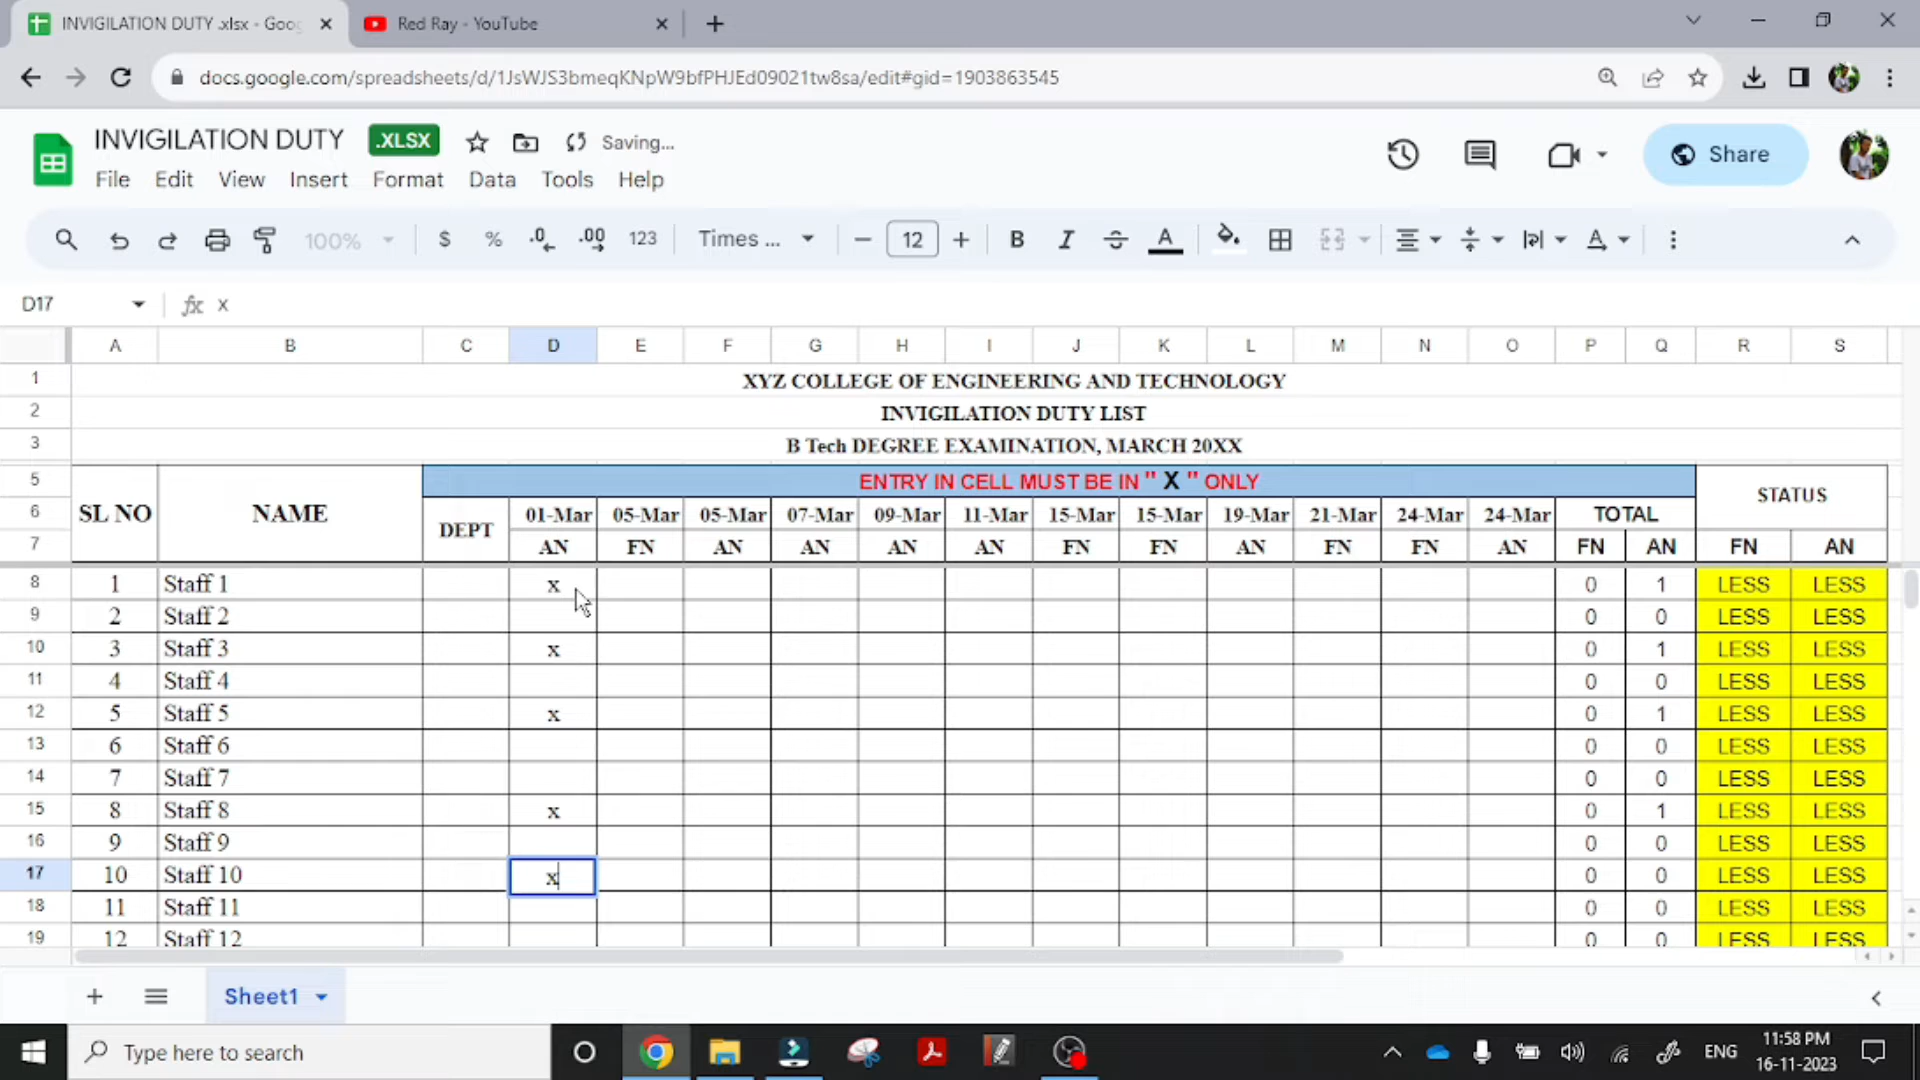 INVIGILATION DUTY .xlsx - Goo
Red Ray - YouTube
docs.google.com/spreadsheets/d/1JsWJS3bmeqKNpW9bfPHJEd09021tw8sa/edit#gid=1903863545
INVIGILATION DUTY .XLSX Saving...
Share
File Edit View Insert Format Data Tools Help
100% $ % .0 .00 123 Times ... 12 B I S A
D17 fx x
A B C D E F G H I J K L M N O P Q R S
1 XYZ COLLEGE OF ENGINEERING AND TECHNOLOGY
2 INVIGILATION DUTY LIST
3 B Tech DEGREE EXAMINATION, MARCH 20XX
5 ENTRY IN CELL MUST BE IN " X " ONLY
STATUS
6 SL NO NAME DEPT 01-Mar 05-Mar 05-Mar 07-Mar 09-Mar 11-Mar 15-Mar 15-Mar 19-Mar 21-Mar 24-Mar 24-Mar TOTAL
7 AN FN AN AN AN AN FN FN AN FN FN AN FN AN FN AN
8 1 Staff 1 x 0 1 LESS LESS
9 2 Staff 2 0 0 LESS LESS
10 3 Staff 3 x 0 1 LESS LESS
11 4 Staff 4 0 0 LESS LESS
12 5 Staff 5 x 0 1 LESS LESS
13 6 Staff 6 0 0 LESS LESS
14 7 Staff 7 0 0 LESS LESS
15 8 Staff 8 x 0 1 LESS LESS
16 9 Staff 9 0 0 LESS LESS
17 10 Staff 10 x 0 0 LESS LESS
18 11 Staff 11 0 0 LESS LESS
19 12 Staff 12 0 0 LESS LESS
Sheet1
Type here to search
ENG
11:58 PM
16-11-2023